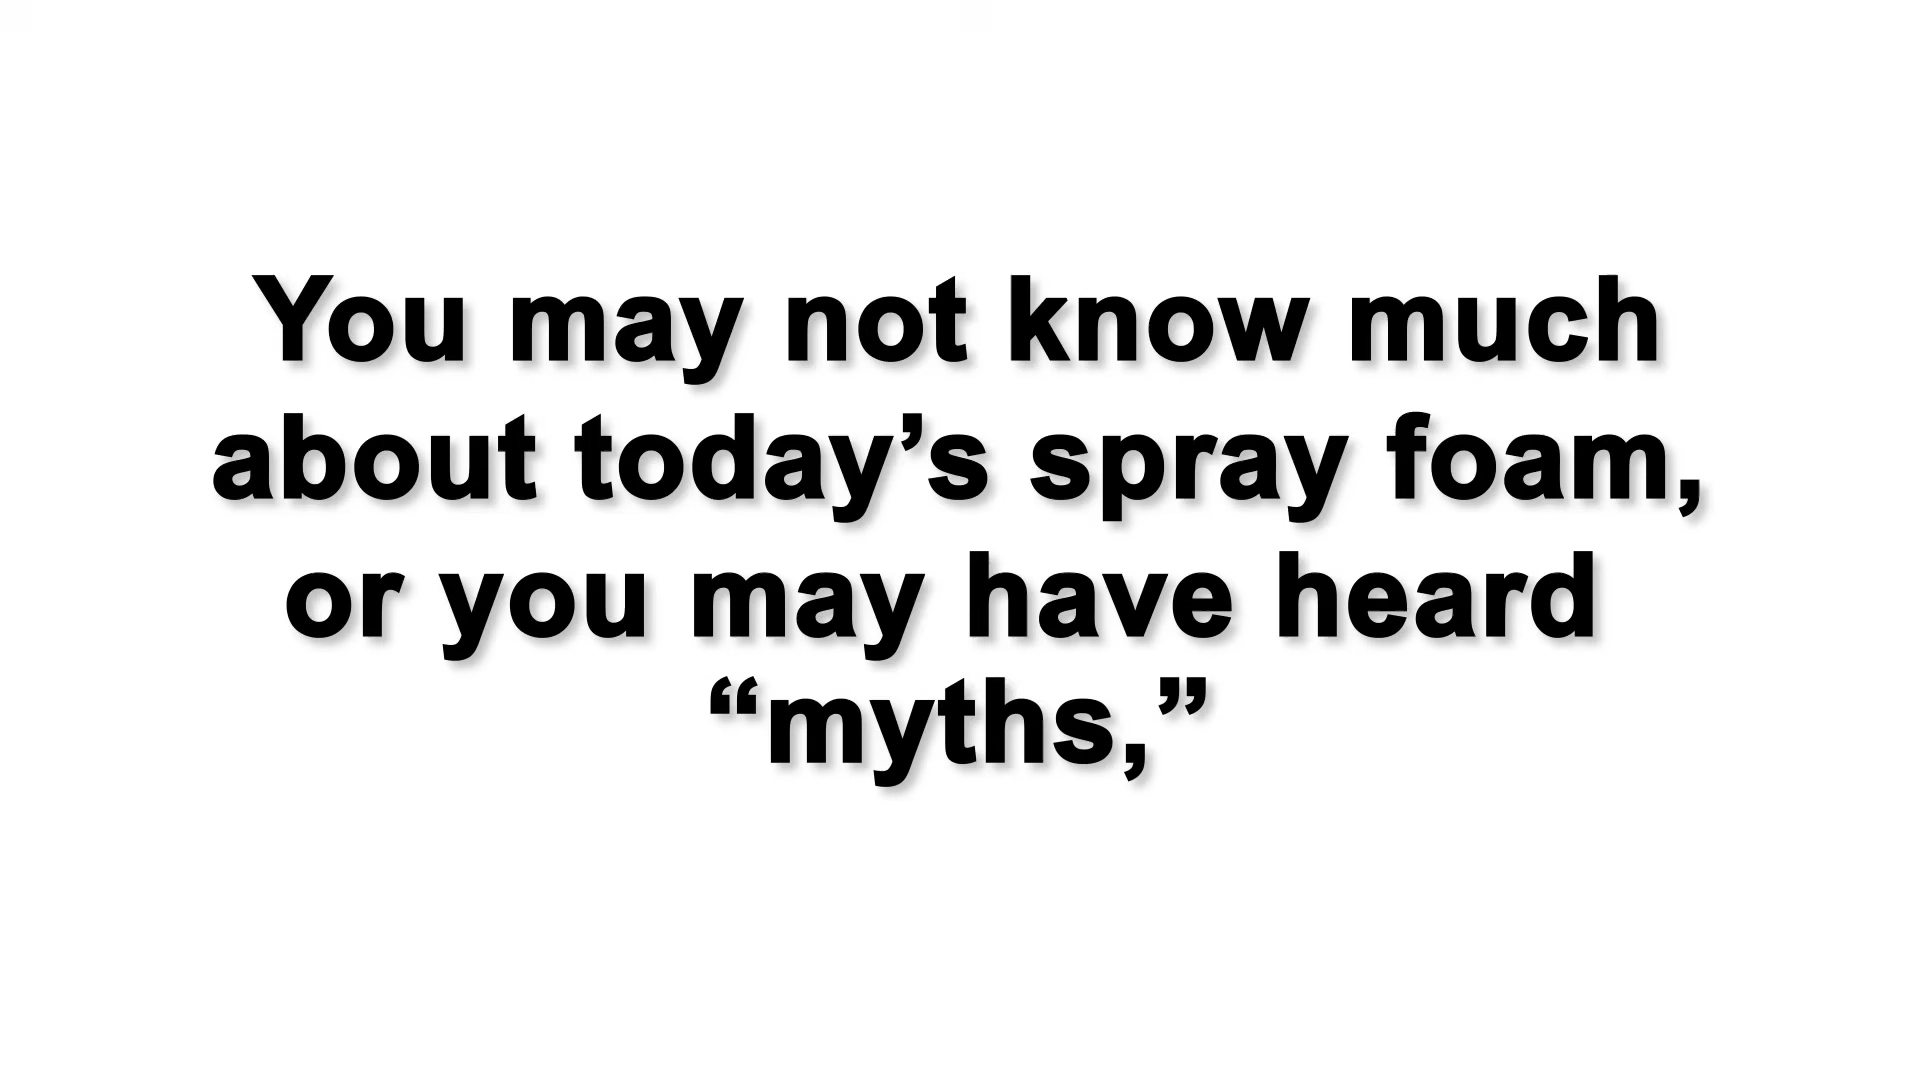 You may not know much
about today’s spray foam,
or you may have heard
“myths,”